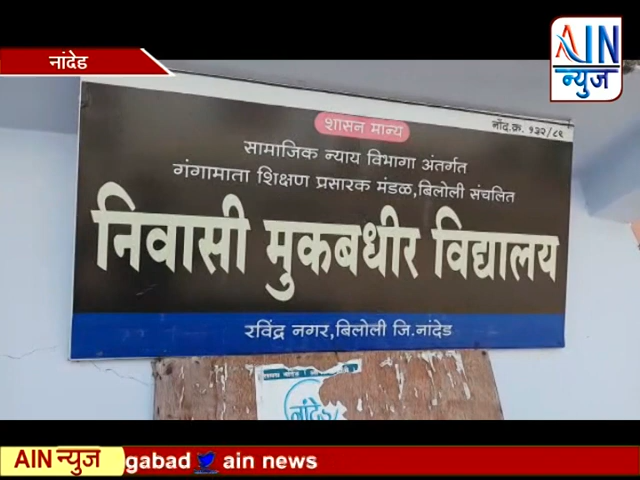 नांदेड
AIN
न्युज
शासन मान्य
नोंद.क्र. १३२/८९
सामाजिक न्याय विभागा अंतर्गत
गंगामाता शिक्षण प्रसारक मंडळ,बिलोली संचलित
निवासी मुकबधीर विद्यालय
रविंद्र नगर,बिलोली जि.नांदेड
नांदेड
AIN न्युज gabad ain news